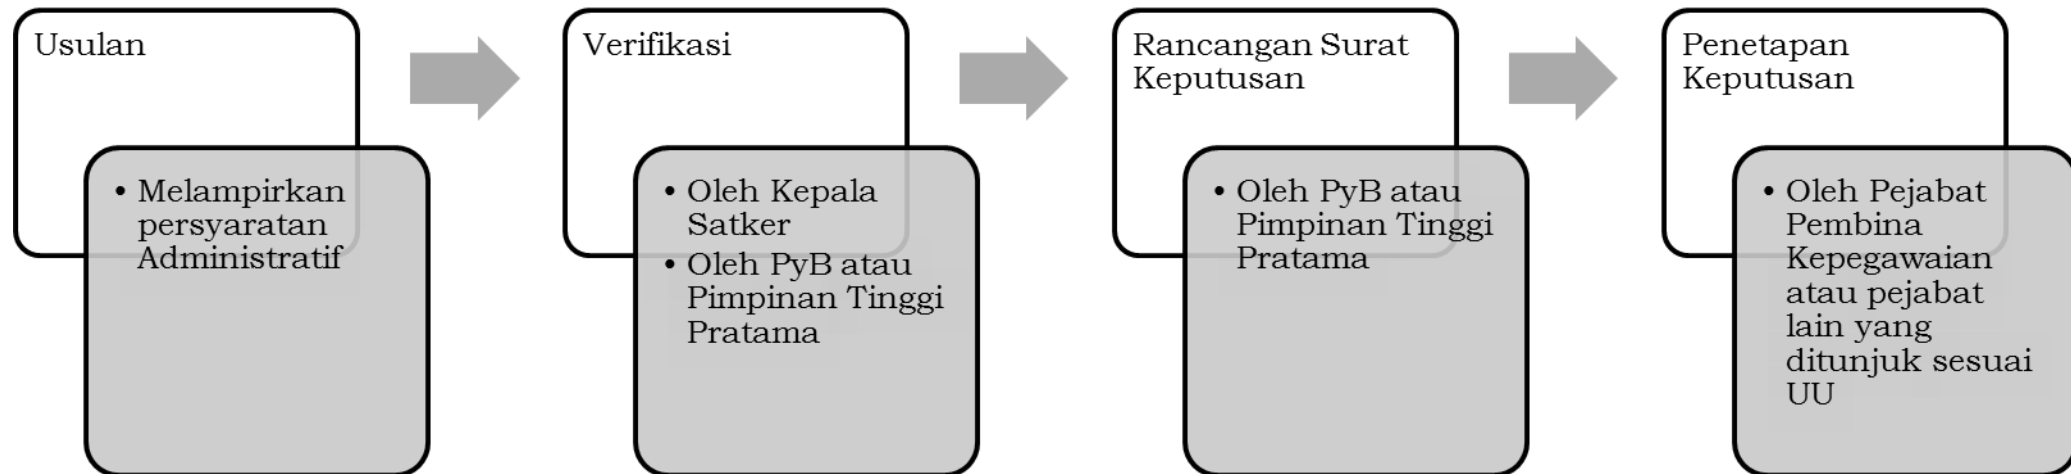 Usulan
• Melampirkan
persyaratan
Administratif
Verifikasi
• Oleh Kepala
Satker
• Oleh PyB atau
Pimpinan Tinggi
Pratama
Rancangan Surat
Keputusan
• Oleh PyB atau
Pimpinan Tinggi
Pratama
Penetapan
Keputusan
• Oleh Pejabat
Pembina
Kepegawaian
atau pejabat
lain yang
ditunjuk sesuai
UU